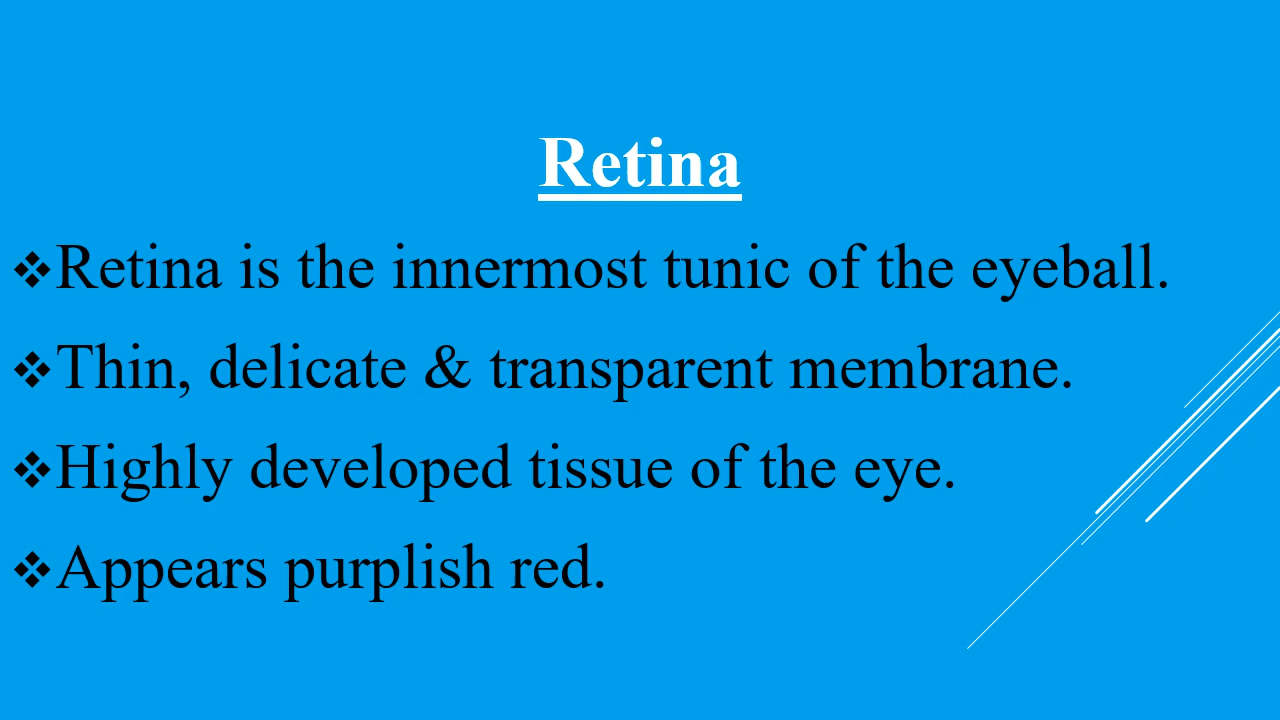 Retina
❖Retina is the innermost tunic of the eyeball.
❖Thin, delicate & transparent membrane.
❖Highly developed tissue of the eye.
❖Appears purplish red.